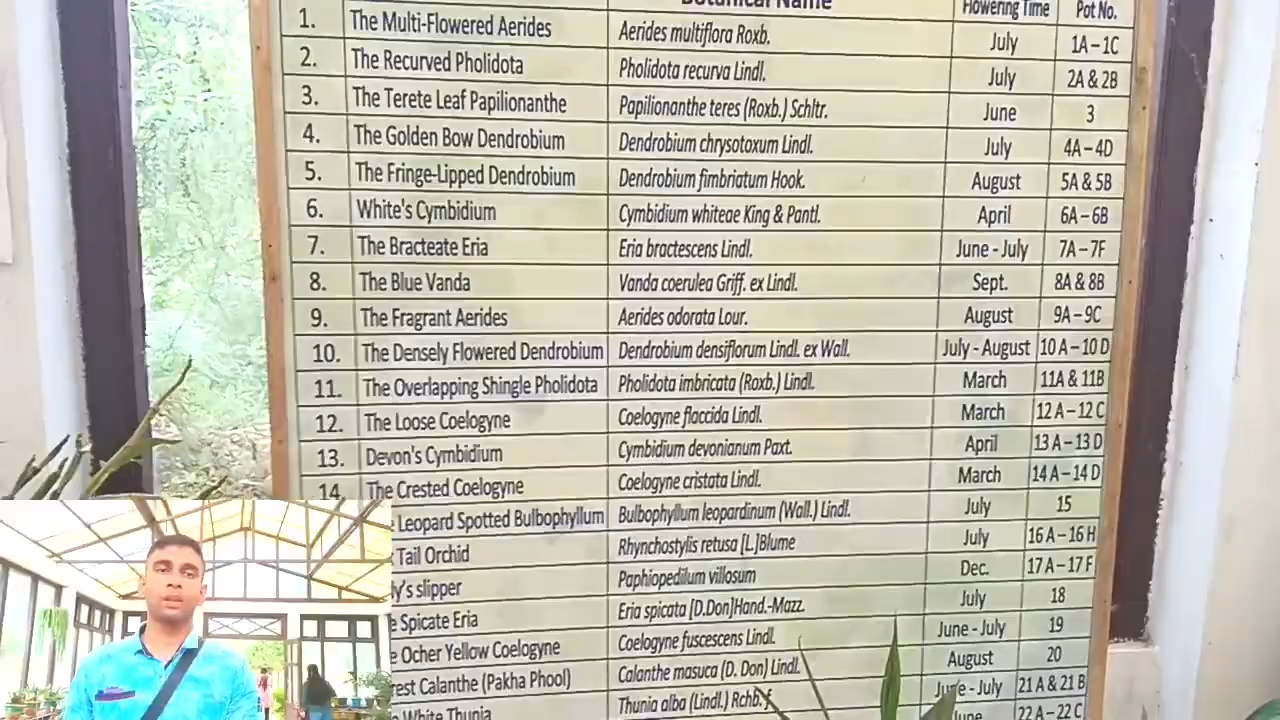 Botanical Name Flowering Time Pot No.
1. The Multi-Flowered Aerides Aerides multiflora Roxb. July 1A – 1C
2. The Recurved Pholidota Pholidota recurva Lindl. July 2A & 2B
3. The Terete Leaf Papilionanthe Papilionanthe teres (Roxb.) Schltr. June 3
4. The Golden Bow Dendrobium Dendrobium chrysotoxum Lindl. July 4A – 4D
5. The Fringe-Lipped Dendrobium Dendrobium fimbriatum Hook. August 5A & 5B
6. White's Cymbidium Cymbidium whiteae King & Pantl. April 6A – 6B
7. The Bracteate Eria Eria bractescens Lindl. June - July 7A – 7F
8. The Blue Vanda Vanda coerulea Griff. ex Lindl. Sept. 8A & 8B
9. The Fragrant Aerides Aerides odorata Lour. August 9A – 9C
10. The Densely Flowered Dendrobium Dendrobium densiflorum Lindl. ex Wall. July - August 10 A – 10 D
11. The Overlapping Shingle Pholidota Pholidota imbricata (Roxb.) Lindl. March 11A & 11B
12. The Loose Coelogyne Coelogyne flaccida Lindl. March 12 A – 12 C
13. Devon's Cymbidium Cymbidium devonianum Paxt. April 13 A – 13 D
14. The Crested Coelogyne Coelogyne cristata Lindl. March 14 A – 14 D
Leopard Spotted Bulbophyllum Bulbophyllum leopardinum (Wall.) Lindl. July 15
Tail Orchid Rhynchostylis retusa [L.]Blume July 16 A – 16 H
y's slipper Paphiopedilum villosum Dec. 17 A – 17 F
e Spicate Eria Eria spicata [D.Don]Hand.-Mazz. July 18
e Ocher Yellow Coelogyne Coelogyne fuscescens Lindl. June - July 19
rest Calanthe (Pakha Phool) Calanthe masuca (D. Don) Lindl. August 20
White Thunia Thunia alba (Lindl.) Rchb.f June - July 21 A & 21 B
June 22 A – 22 C